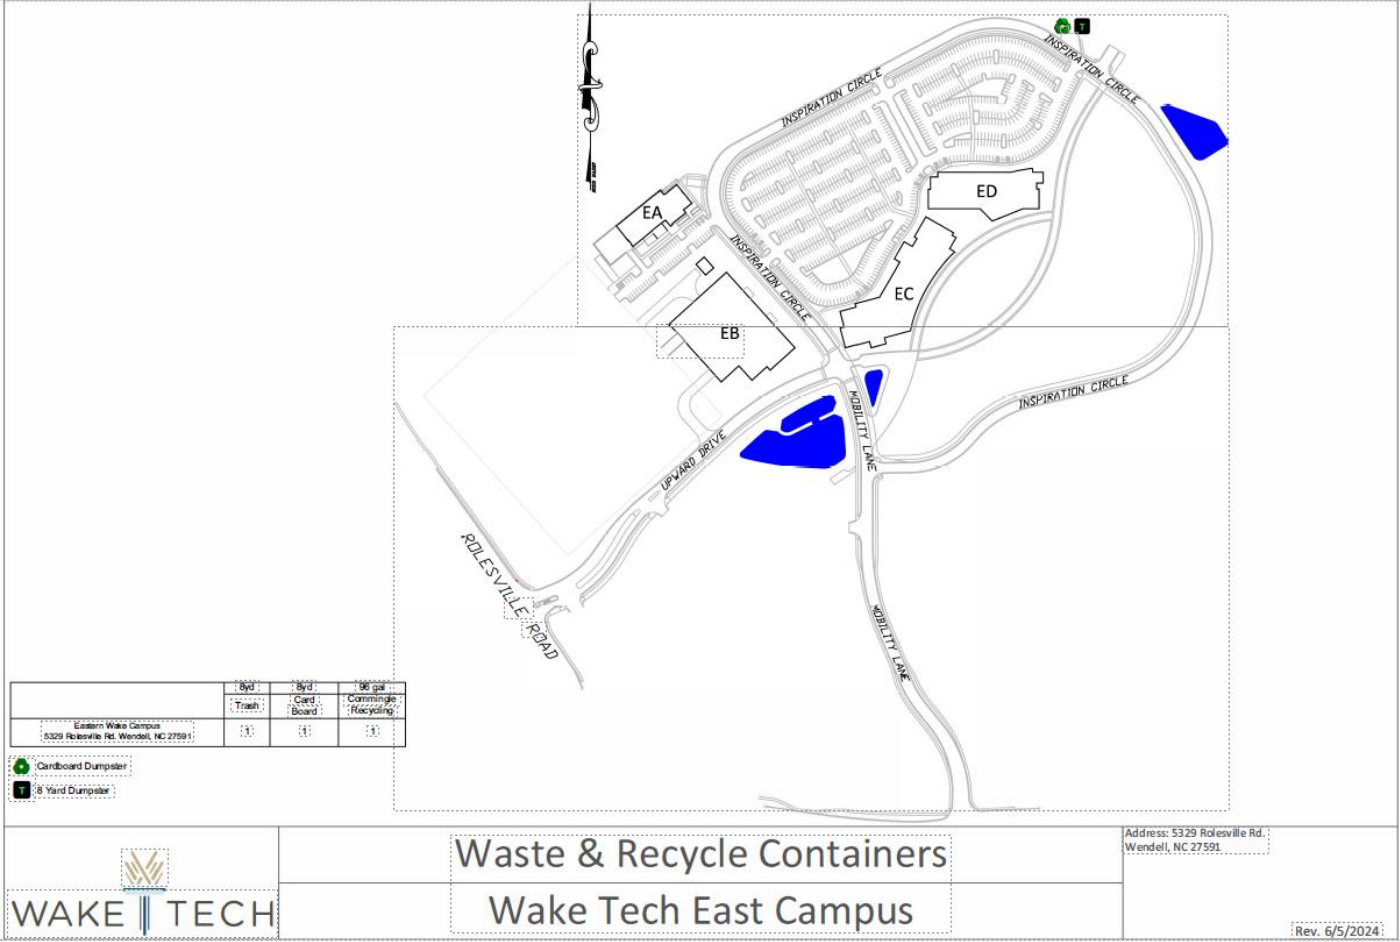 INSPIRATION CIRCLE
T
INSPIRATION CIRCLE
ED
EA
INSPIRATION CIRCLE
EC
EB
INSPIRATION CIRCLE
MOBILITY LANE
UPWARD DRIVE
ROLESVILLE ROAD
MOBILITY LANE
8yd 8yd 96 gal
Trash Card Board Commingle Recycling
Eastern Wake Campus
5329 Rolesville Rd. Wendell, NC 27591
1 1 1
Cardboard Dumpster
T 8 Yard Dumpster
WAKE TECH
Waste & Recycle Containers
Wake Tech East Campus
Address: 5329 Rolesville Rd.
Wendell, NC 27591
Rev. 6/5/2024